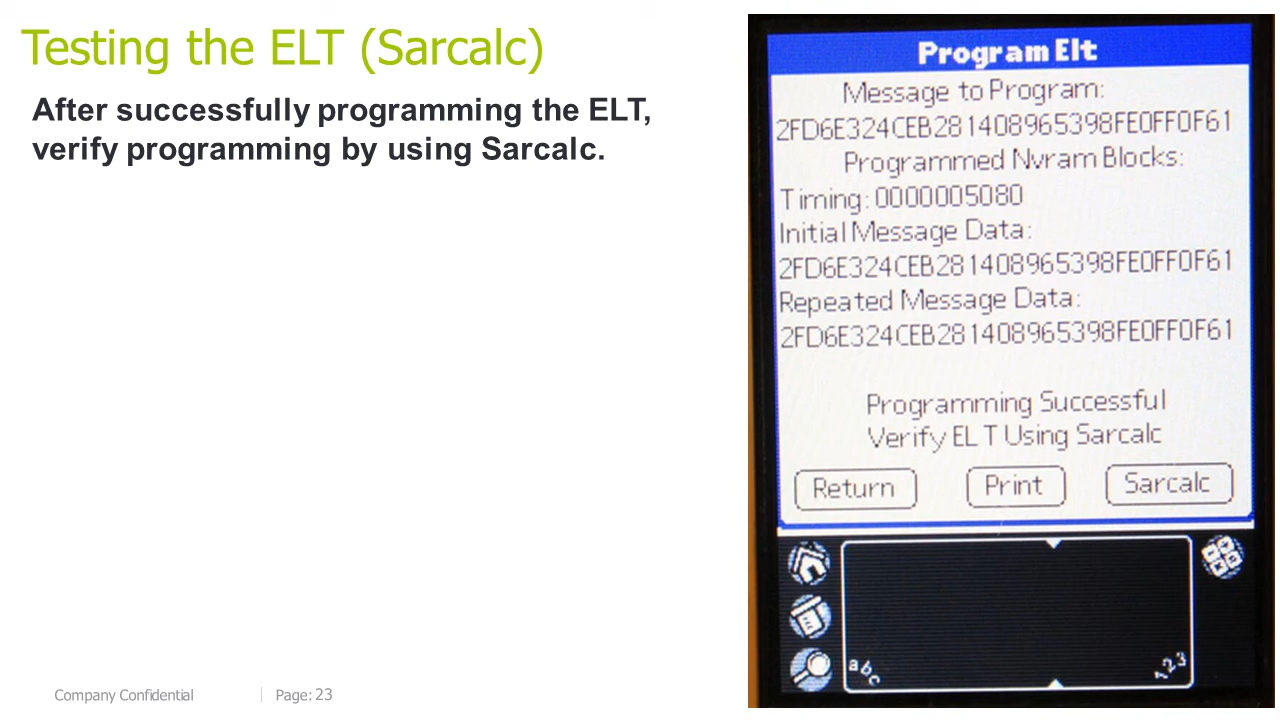 Testing the ELT (Sarcalc)
After successfully programming the ELT,
verify programming by using Sarcalc.
Program Elt
Message to Program:
2FD6E324CEB281408965398FE0FF0F61
Programmed Nvram Blocks:
Timing: 0000005080
Initial Message Data:
2FD6E324CEB281408965398FE0FF0F61
Repeated Message Data:
2FD6E324CEB281408965398FE0FF0F61
Programming Successful
Verify ELT Using Sarcalc
Return Print Sarcalc
abc 123
Company Confidential Page: 23